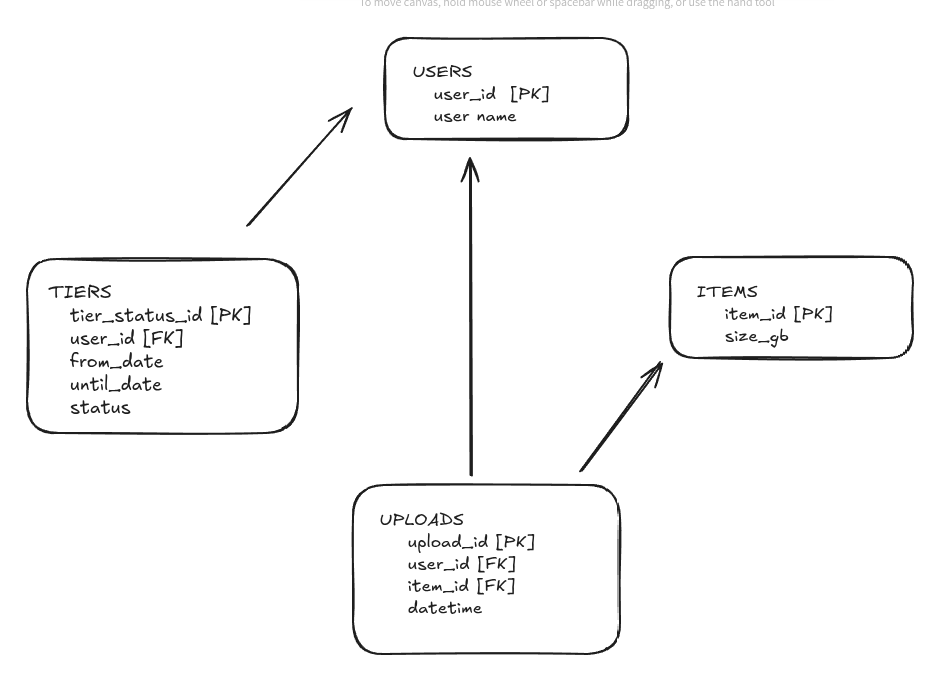 To move canvas, hold mouse wheel or spacebar while dragging, or use the hand tool
USERS
user_id [PK]
user name
TIERS
tier_status_id [PK]
user_id [FK]
from_date
until_date
status
ITEMS
item_id [PK]
size_gb
UPLOADS
upload_id [PK]
user_id [FK]
item_id [FK]
datetime